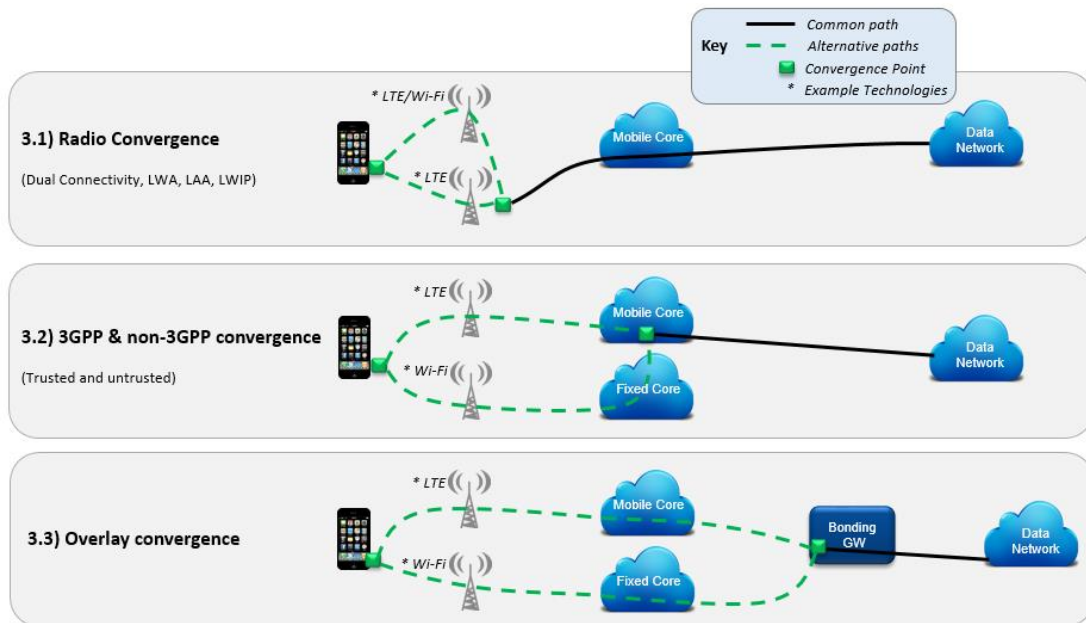 Key
Common path
Alternative paths
Convergence Point
* Example Technologies
3.1) Radio Convergence
(Dual Connectivity, LWA, LAA, LWIP)
* LTE/Wi-Fi
* LTE
Mobile Core
Data
Network
3.2) 3GPP & non-3GPP convergence
(Trusted and untrusted)
* LTE
* Wi-Fi
Mobile Core
Fixed Core
Data
Network
3.3) Overlay convergence
* LTE
* Wi-Fi
Mobile Core
Fixed Core
Bonding
GW
Data
Network